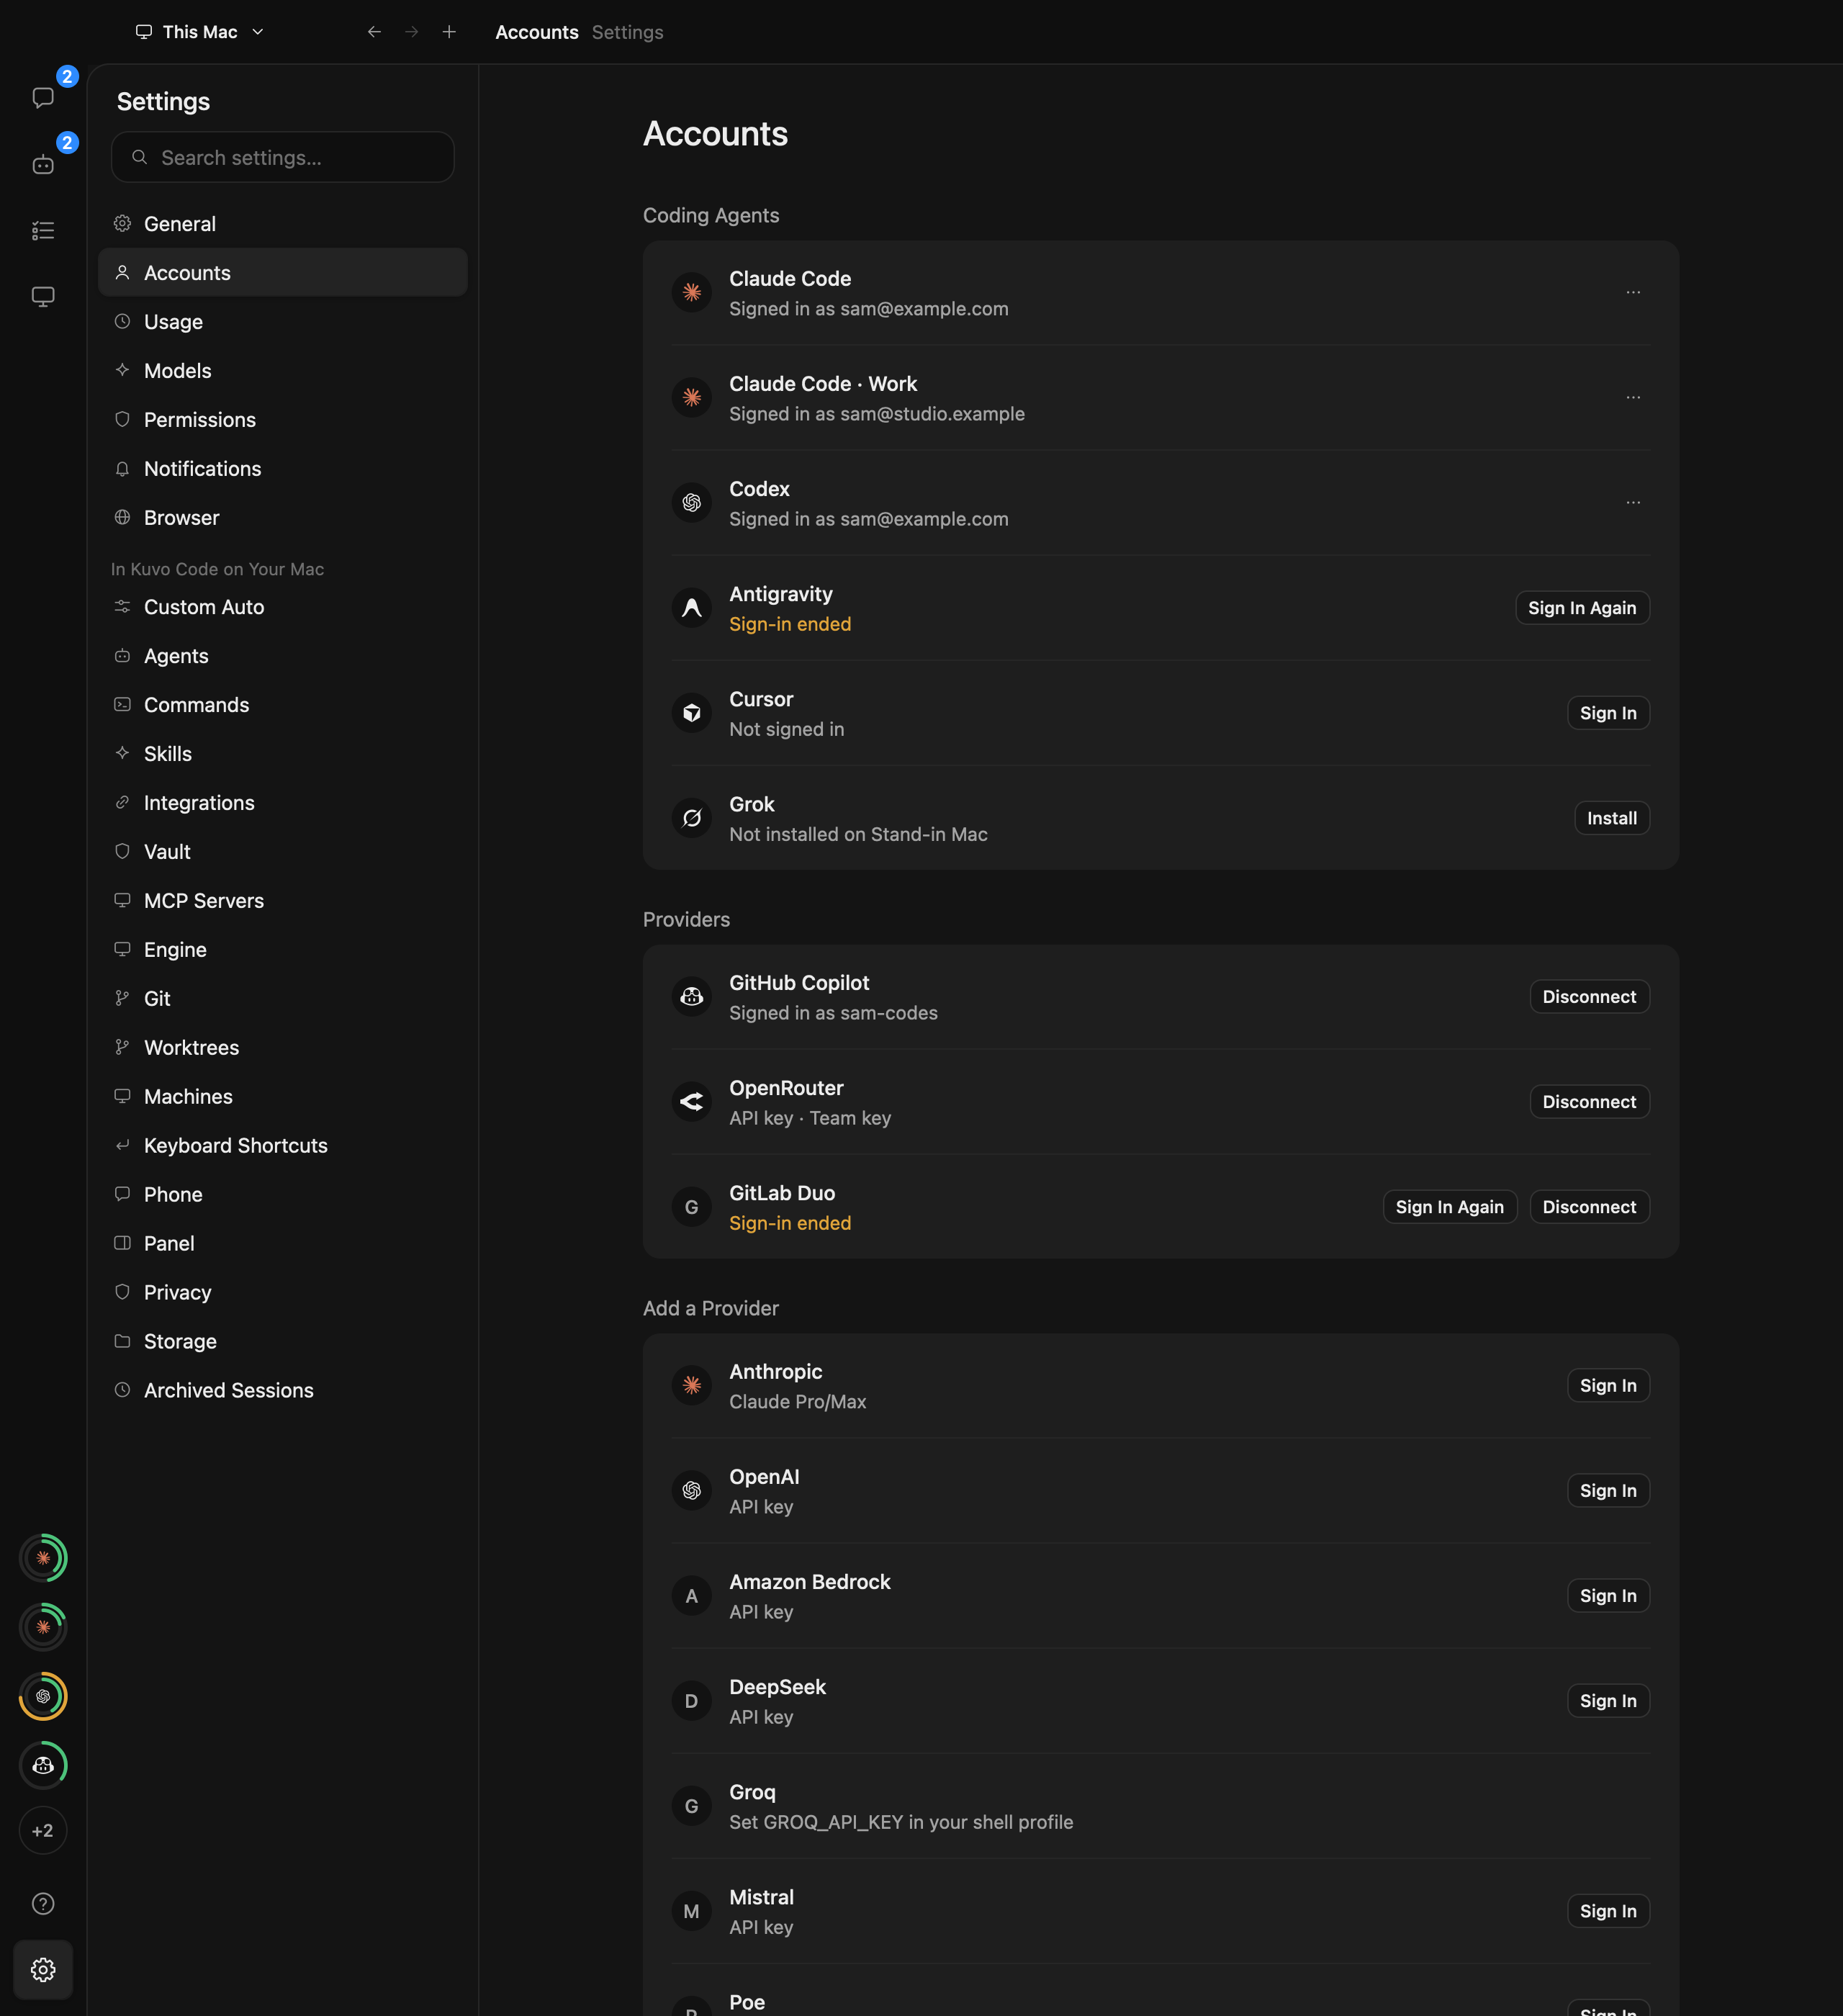 This Mac
Accounts Settings
2
2
Settings
Search settings...
General
Accounts
Usage
Models
Permissions
Notifications
Browser
In Kuvo Code on Your Mac
Custom Auto
Agents
Commands
Skills
Integrations
Vault
MCP Servers
Engine
Git
Worktrees
Machines
Keyboard Shortcuts
Phone
Panel
Privacy
Storage
Archived Sessions
+2
Accounts
Coding Agents
Claude Code
Signed in as sam@example.com
Claude Code · Work
Signed in as sam@studio.example
Codex
Signed in as sam@example.com
Antigravity
Sign-in ended
Sign In Again
Cursor
Not signed in
Sign In
Grok
Not installed on Stand-in Mac
Install
Providers
GitHub Copilot
Signed in as sam-codes
Disconnect
OpenRouter
API key · Team key
Disconnect
G
GitLab Duo
Sign-in ended
Sign In Again
Disconnect
Add a Provider
Anthropic
Claude Pro/Max
Sign In
OpenAI
API key
Sign In
A
Amazon Bedrock
API key
Sign In
D
DeepSeek
API key
Sign In
G
Groq
Set GROQ_API_KEY in your shell profile
M
Mistral
API key
Sign In
Poe
Sign In